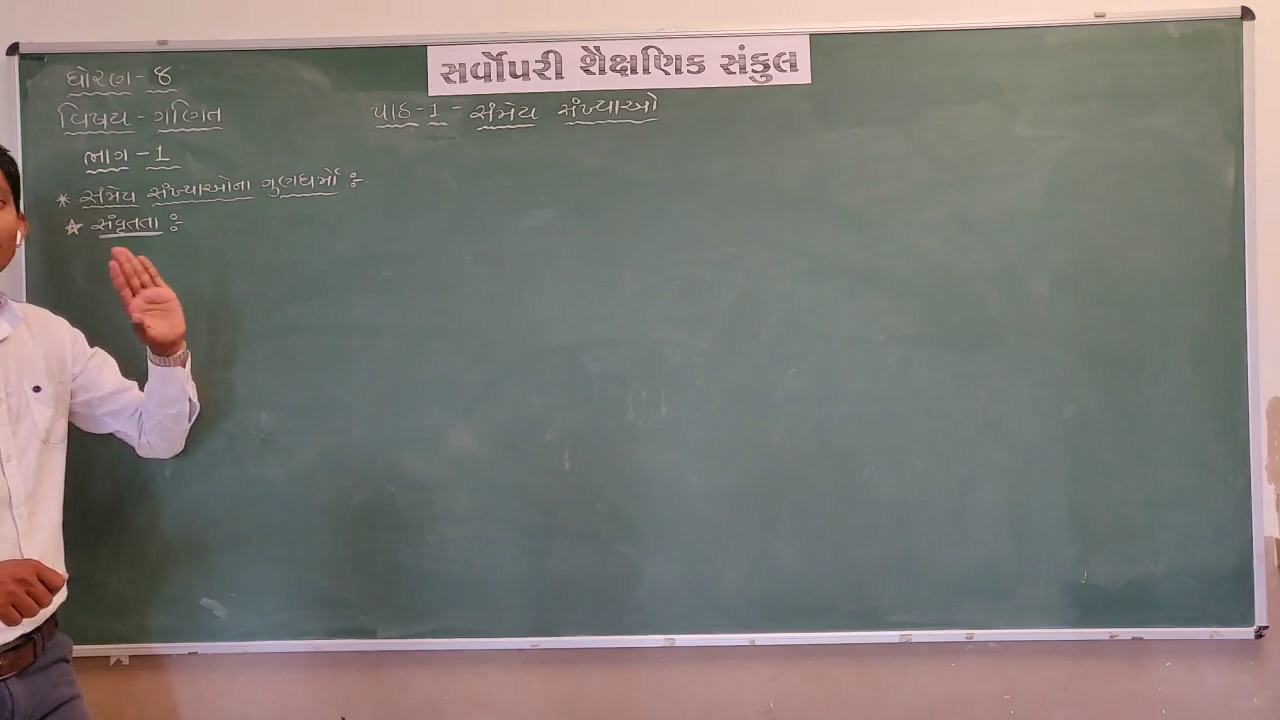 સર્વોપરી શૈક્ષણિક સંકુલ
ધોરણ - 8
વિષય - ગણિત
પાઠ - 1 - સંમેય સંખ્યાઓ
ભાગ - 1
* સંમેય સંખ્યાઓના ગુણધર્મો :-
☆ સંવૃતતા :-